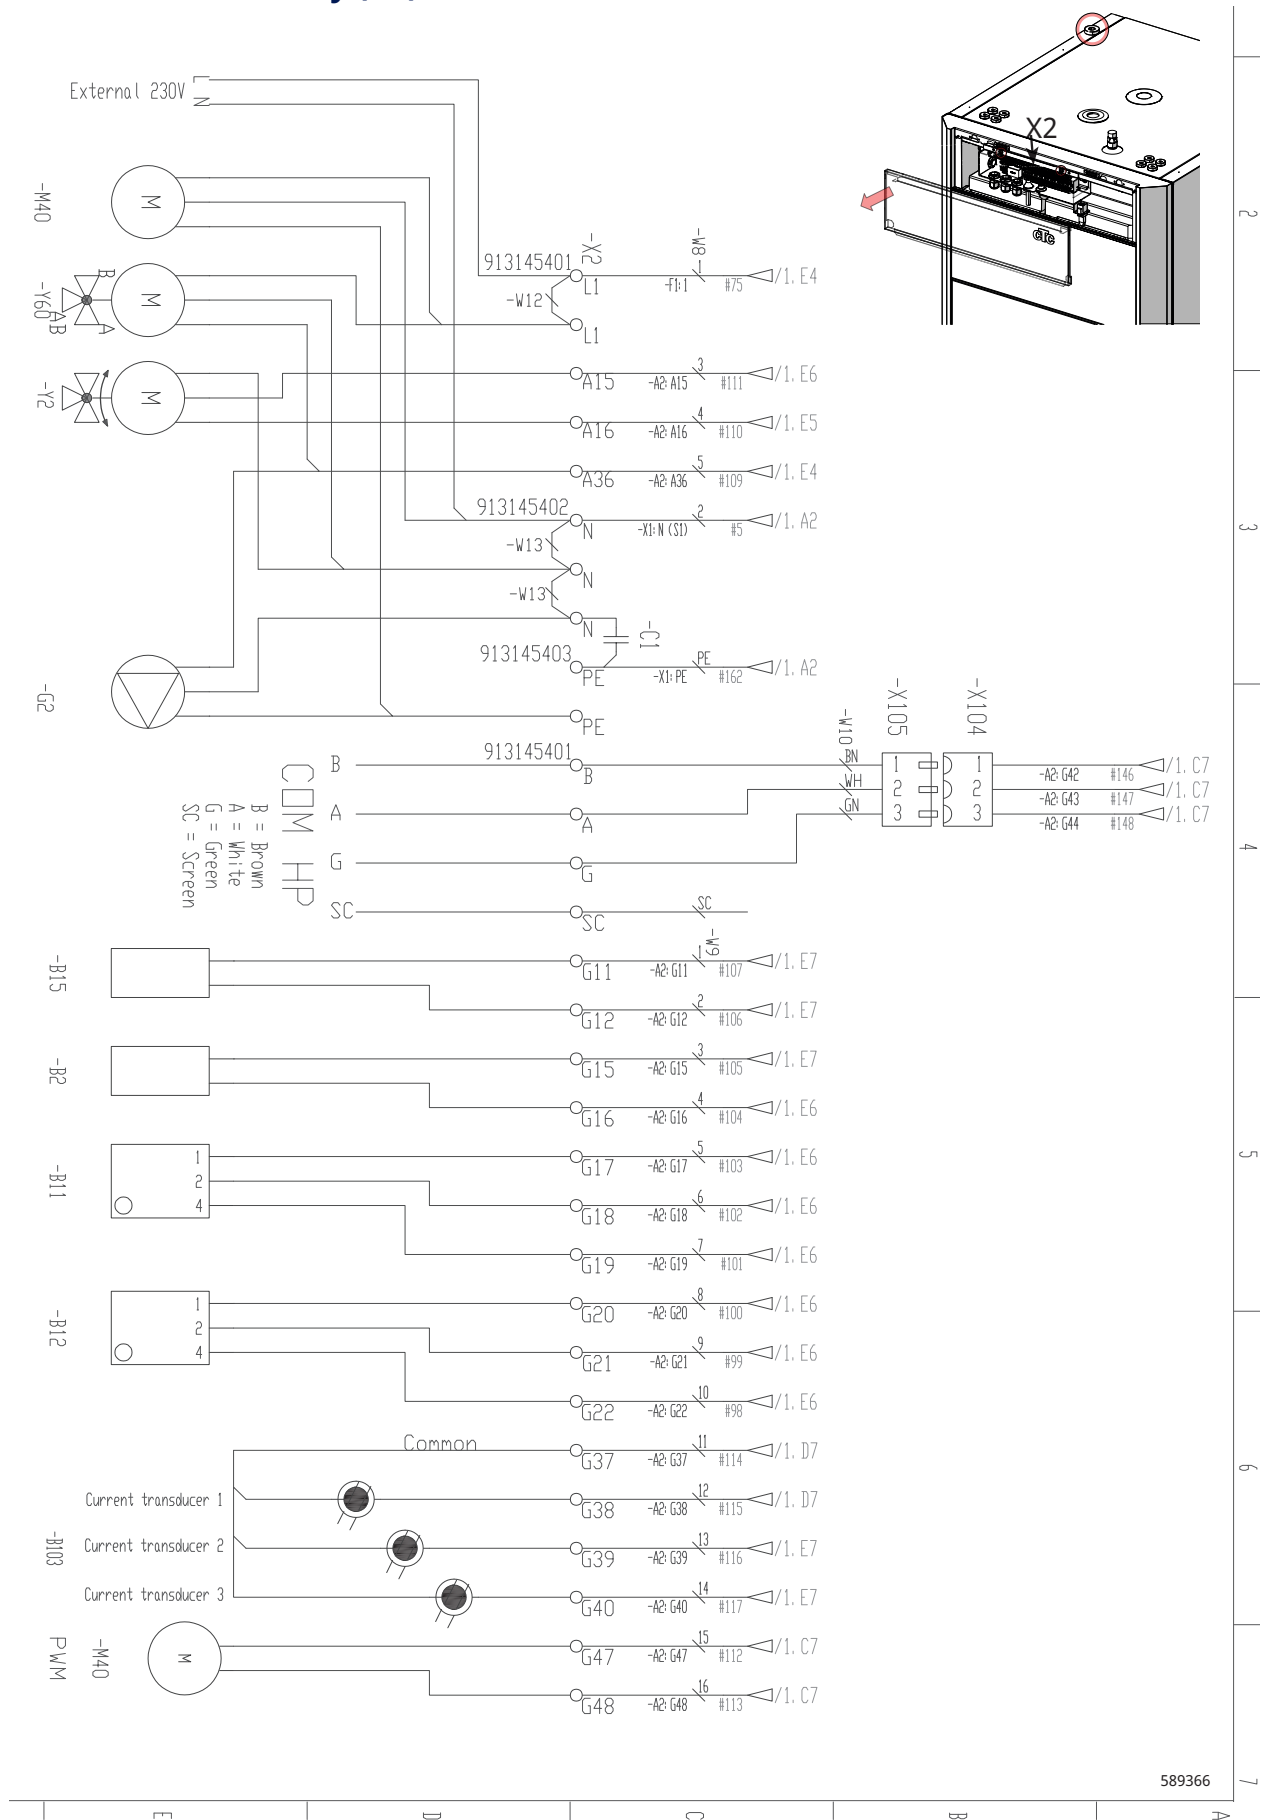 External 230V L
N
X2
cTc
-M40
M
-X2
-W8
913145401
L1
-F1:1
1
#75
/1. E4
-W12
L1
-Y60
B
AB
A
M
-Y2
M
A15
-A2: A15
3
#111
/1. E6
A16
-A2: A16
4
#110
/1. E5
A36
-A2: A36
5
#109
/1. E4
913145402
N
-X1: N (S1)
2
#5
/1. A2
-W13
N
-W13
N
-C1
913145403
PE
-X1: PE
PE
#162
/1. A2
-G2
PE
COM HP
B = Brown
A = White
G = Green
SC = Screen
B
913145401
B
A
A
G
G
SC
SC
SC
-W10
BN
WH
GN
-X105
1
2
3
-X104
1
2
3
-A2: G42
#146
/1. C7
-A2: G43
#147
/1. C7
-A2: G44
#148
/1. C7
-B15
-W9
G11
-A2: G11
1
#107
/1. E7
G12
-A2: G12
2
#106
/1. E7
-B2
G15
-A2: G15
3
#105
/1. E7
G16
-A2: G16
4
#104
/1. E6
-B11
1
2
4
G17
-A2: G17
5
#103
/1. E6
G18
-A2: G18
6
#102
/1. E6
G19
-A2: G19
7
#101
/1. E6
-B12
1
2
4
G20
-A2: G20
8
#100
/1. E6
G21
-A2: G21
9
#99
/1. E6
G22
-A2: G22
10
#98
/1. E6
Common
G37
-A2: G37
11
#114
/1. D7
-B103
Current transducer 1
G38
-A2: G38
12
#115
/1. D7
Current transducer 2
G39
-A2: G39
13
#116
/1. E7
Current transducer 3
G40
-A2: G40
14
#117
/1. E7
PWM
-M40
M
G47
-A2: G47
15
#112
/1. C7
G48
-A2: G48
16
#113
/1. C7
2
3
4
5
6
7
589366
E
D
C
B
A